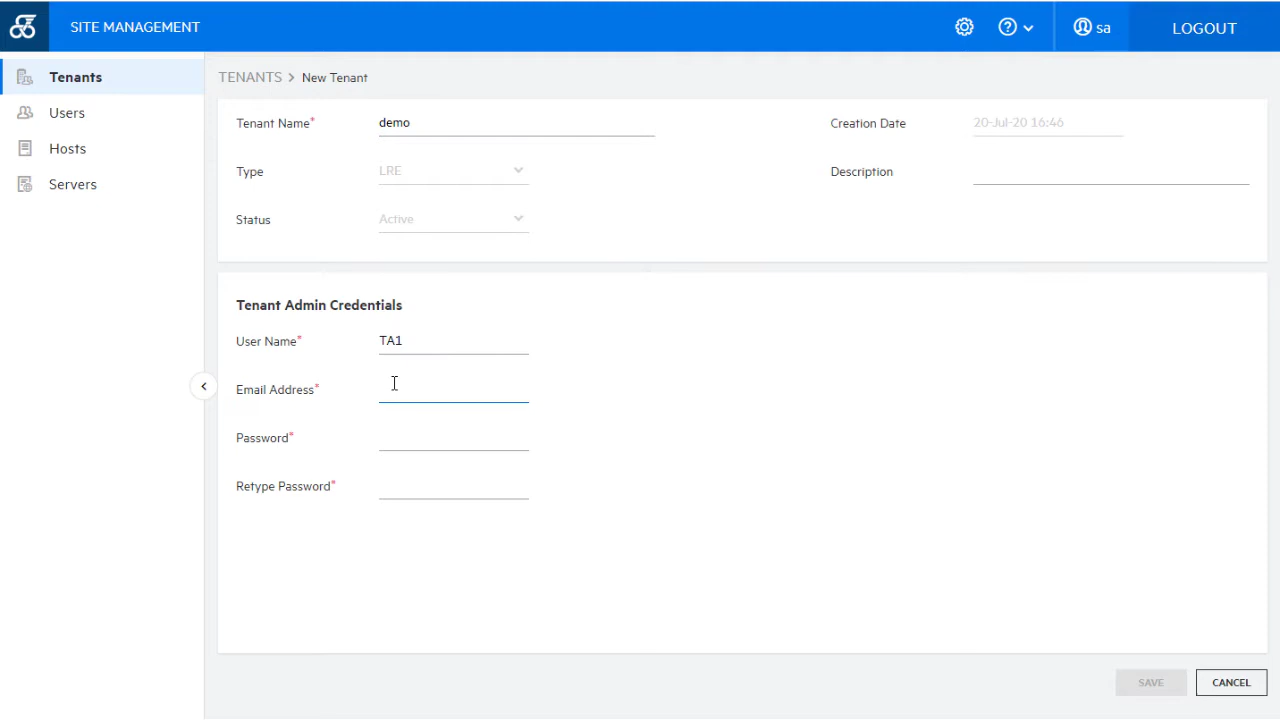 SITE MANAGEMENT
sa
LOGOUT
Tenants
Users
Hosts
Servers
TENANTS > New Tenant
Tenant Name* demo
Creation Date 20-Jul-20 16:46
Type LRE
Description
Status Active
Tenant Admin Credentials
User Name* TA1
Email Address*
Password*
Retype Password*
SAVE
CANCEL